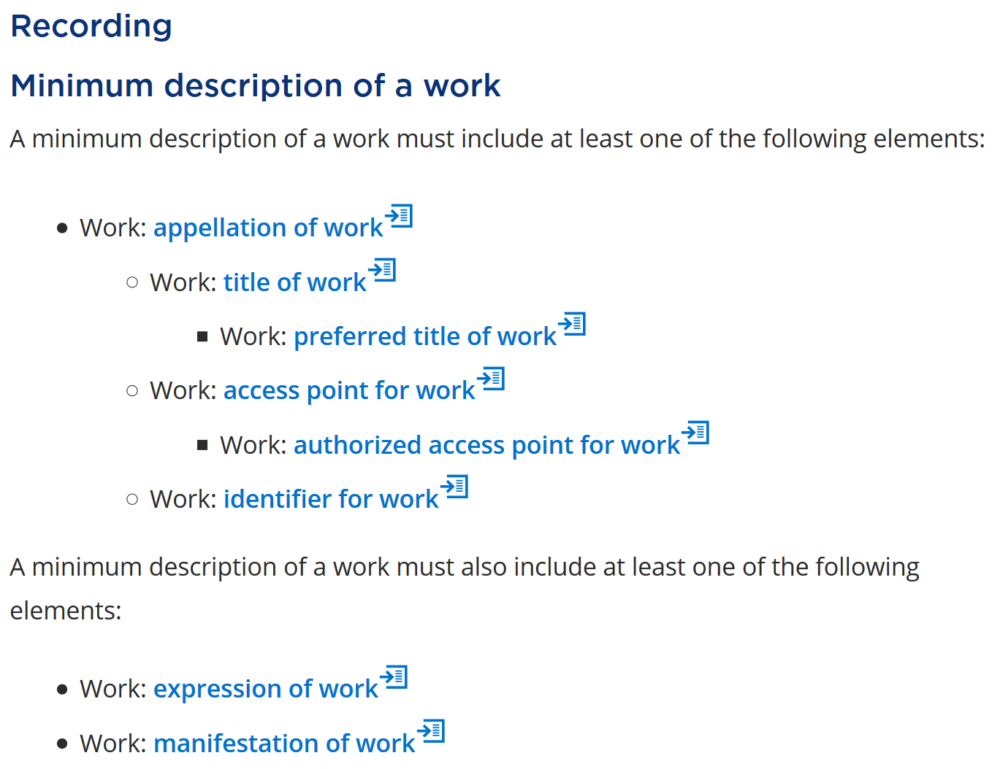 Recording
Minimum description of a work
A minimum description of a work must include at least one of the following elements:
Work: appellation of work
Work: title of work
Work: preferred title of work
Work: access point for work
Work: authorized access point for work
Work: identifier for work
A minimum description of a work must also include at least one of the following
elements:
Work: expression of work
Work: manifestation of work